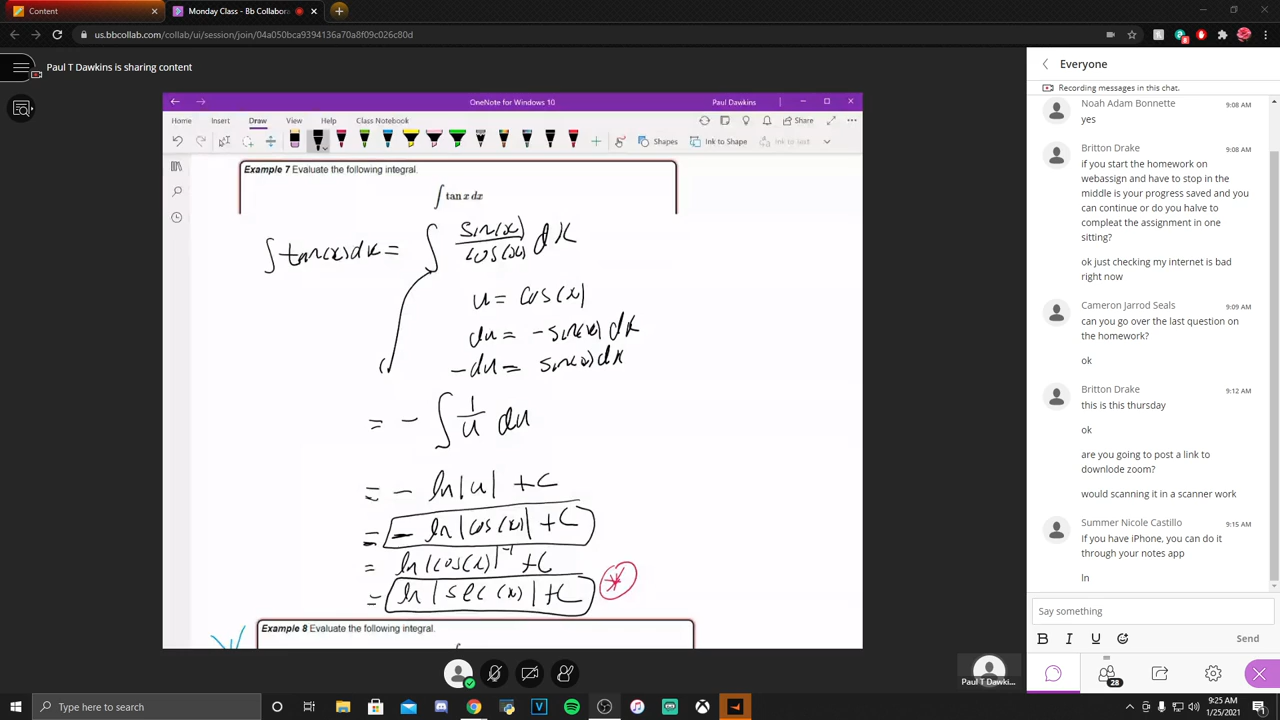 Content
Monday Class - Bb Collabora
us.bbcollab.com/collab/ui/session/join/04a050bca9394136a70a8f09c026c80d
Paul T Dawkins is sharing content
OneNote for Windows 10
Paul Dawkins
Home Insert Draw View Help Class Notebook
Share
Shapes Ink to Shape Ink to Text
Example 7 Evaluate the following integral.
∫ tan x dx
∫tan(x)dx = ∫ sin(x)/cos(x) dx
u = cos(x)
du = -sin(x) dx
-du = sin(x)dx
= - ∫ 1/u du
= - ln|u| + c
= - ln|cos(x)| + C
= ln|cos(x)|^-1 + C
= ln|sec(x)| + C
Example 8 Evaluate the following integral.
Paul T Dawki...
Everyone
Recording messages in this chat.
Noah Adam Bonnette 9:08 AM
yes
Britton Drake 9:08 AM
if you start the homework on
webassign and have to stop in the
middle is your progress saved and you
can continue or do you halve to
compleat the assignment in one
sitting?
ok just checking my internet is bad
right now
Cameron Jarrod Seals 9:09 AM
can you go over the last question on
the homework?
ok
Britton Drake 9:12 AM
this is this thursday
ok
are you going to post a link to
downlode zoom?
would scanning it in a scanner work
Summer Nicole Castillo 9:15 AM
If you have iPhone, you can do it
through your notes app
ln
Say something
B I U Send
28
Type here to search
9:25 AM
1/25/2021